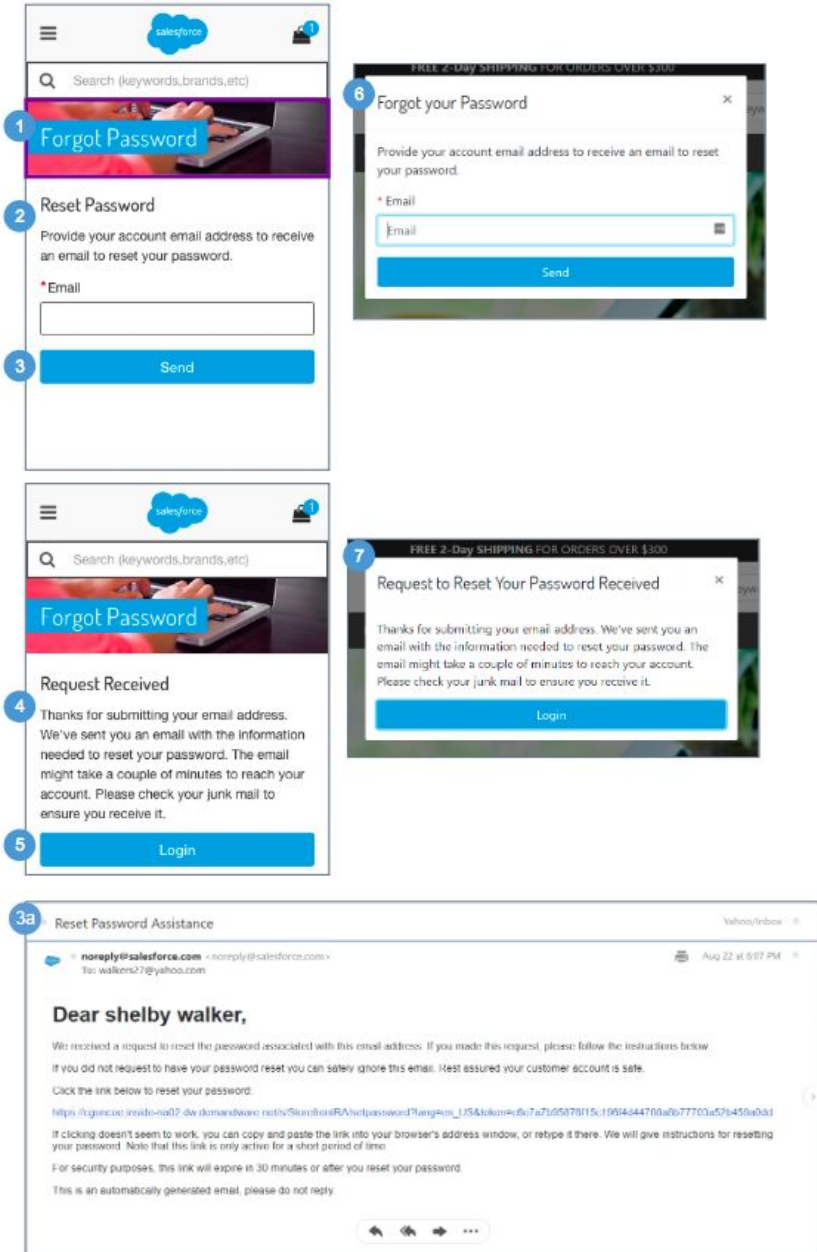 salesforce
1
Search (keywords,brands,etc)
1
Forgot Password
2
Reset Password
Provide your account email address to receive
an email to reset your password.
*Email
3
Send
FREE 2-Day SHIPPING FOR ORDERS OVER $300
6
Forgot your Password
×
Provide your account email address to receive an email to reset
your password.
* Email
Email
Send
salesforce
1
Search (keywords,brands,etc)
Forgot Password
Request Received
4
Thanks for submitting your email address.
We've sent you an email with the information
needed to reset your password. The email
might take a couple of minutes to reach your
account. Please check your junk mail to
ensure you receive it.
5
Login
FREE 2-Day SHIPPING FOR ORDERS OVER $300
7
Request to Reset Your Password Received
×
Thanks for submitting your email address. We've sent you an
email with the information needed to reset your password. The
email might take a couple of minutes to reach your account.
Please check your junk mail to ensure you receive it.
Login
3a
Reset Password Assistance
Yahoo/Inbox
noreply@salesforce.com <noreply@salesforce.com>
Aug 22 at 6:07 PM
To: walkers27@yahoo.com
Dear shelby walker,
We received a request to reset the password associated with this email address. If you made this request, please follow the instructions below.
If you did not request to have your password reset you can safely ignore this email. Rest assured your customer account is safe.
Click the link below to reset your password:
If clicking doesn't seem to work, you can copy and paste the link into your browser's address window, or retype it there. We will give instructions for resetting
your password. Note that this link is only active for a short period of time.
For security purposes, this link will expire in 30 minutes or after you reset your password.
This is an automatically generated email, please do not reply.